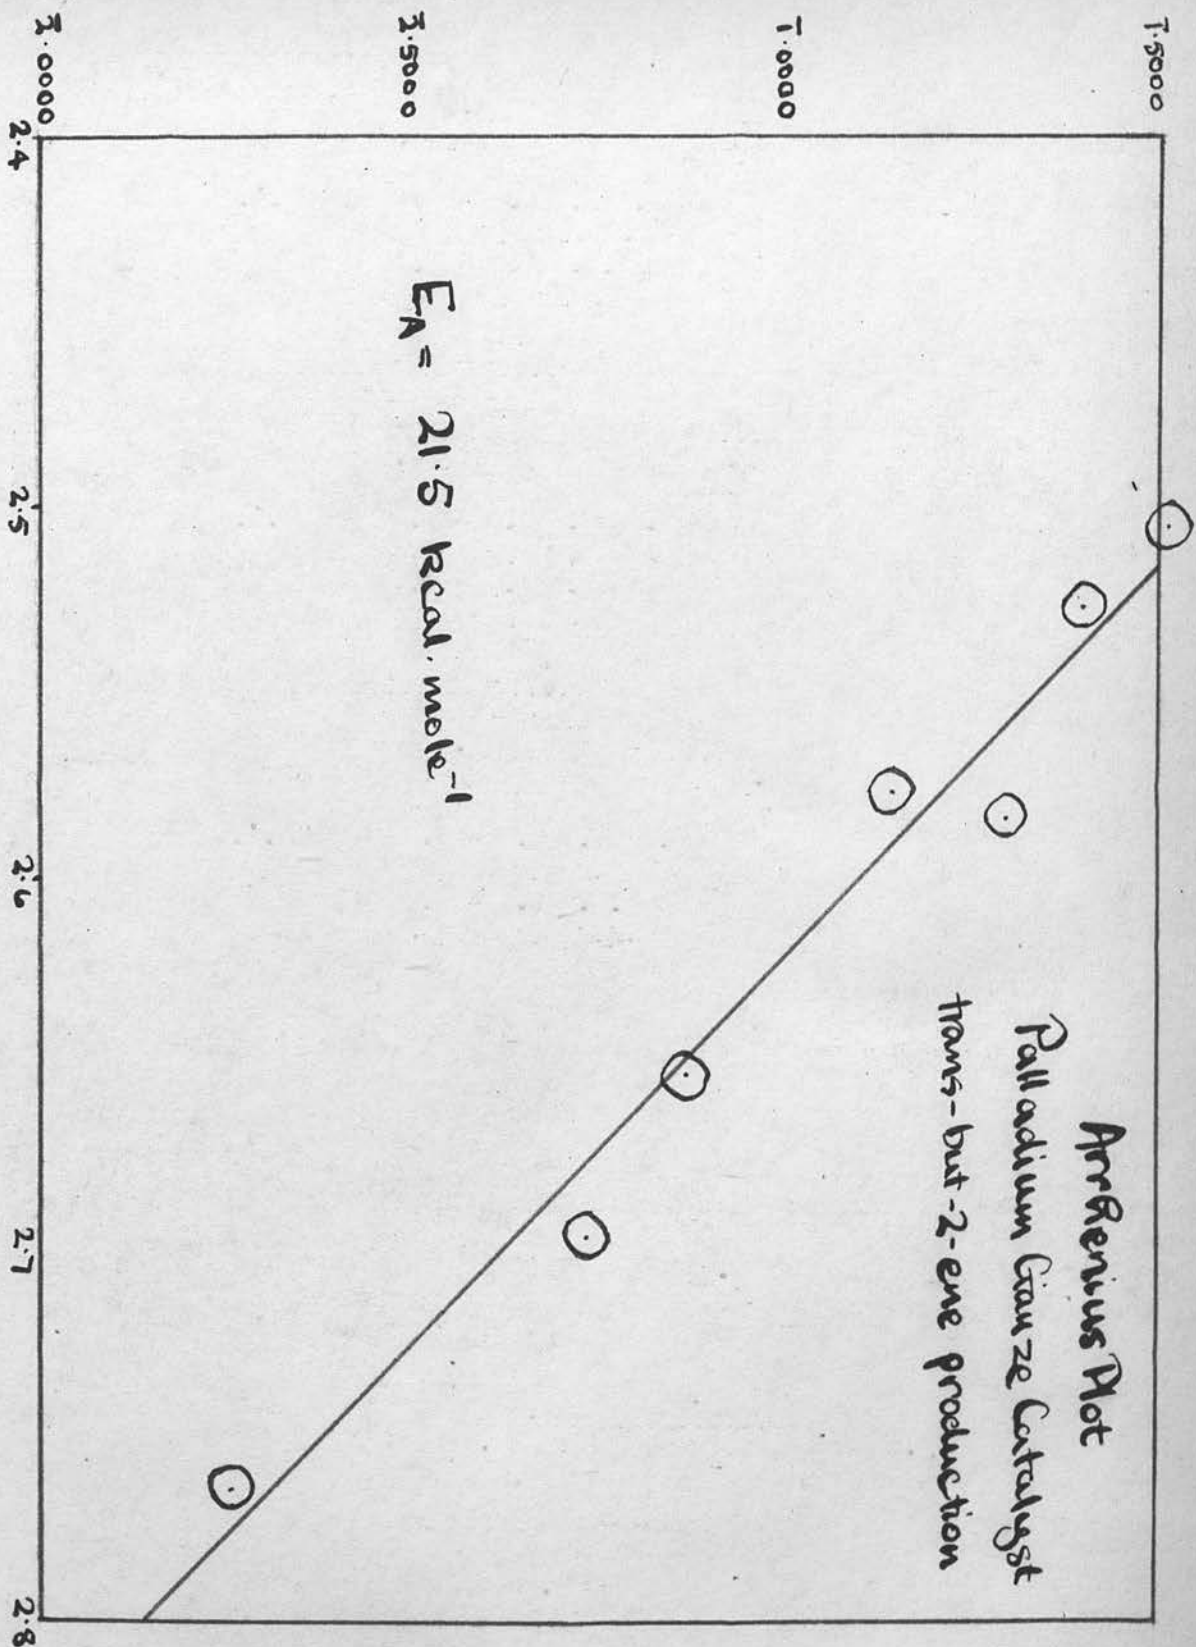 Arrhenius Plot
Palladium Gauze Catalyst
trans-but-2-ene production
1̄.5000
1̄.0000
2̄.5000
E_A = 21.5 kcal. mole⁻¹
2̄.0000
2.4
2.5
2.6
2.7
2.8